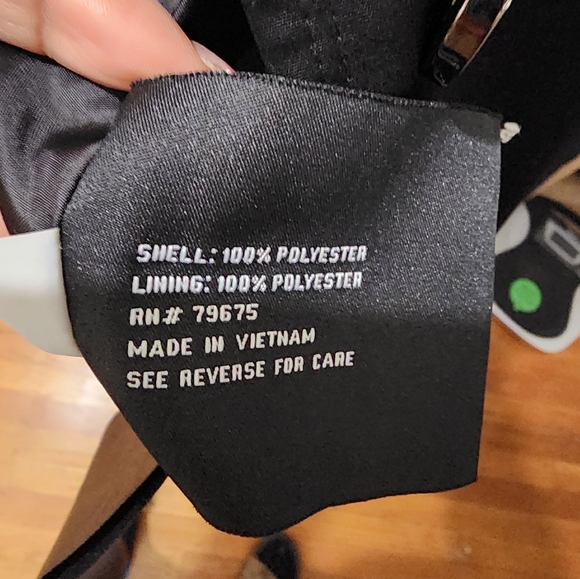 SHELL: 100% POLYESTER
LINING: 100% POLYESTER
RN# 79675
MADE IN VIETNAM
SEE REVERSE FOR CARE